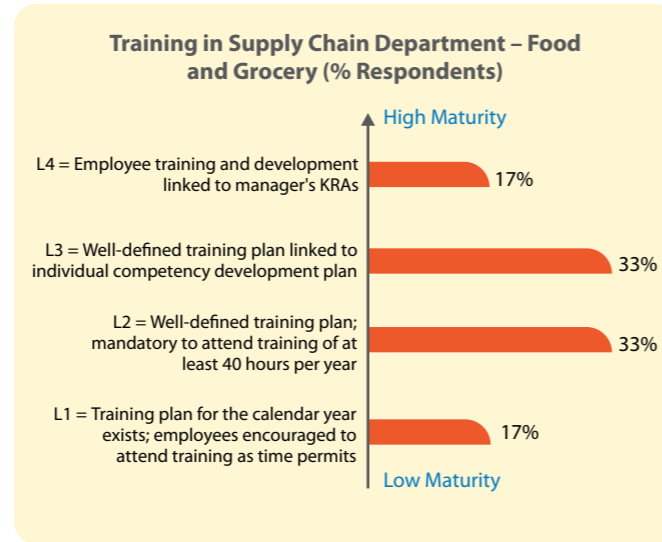 Training in Supply Chain Department – Food
and Grocery (% Respondents)
High Maturity
L4 = Employee training and development
linked to manager's KRAs
17%
L3 = Well-defined training plan linked to
individual competency development plan
33%
L2 = Well-defined training plan;
mandatory to attend training of at
least 40 hours per year
33%
L1 = Training plan for the calendar year
exists; employees encouraged to
attend training as time permits
17%
Low Maturity